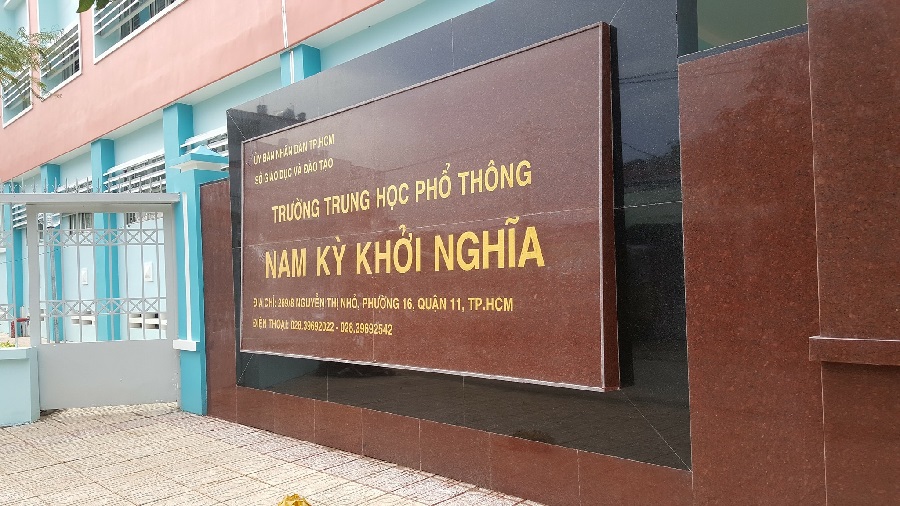 ỦY BAN NHÂN DÂN TP.HCM
SỞ GIÁO DỤC VÀ ĐÀO TẠO
TRƯỜNG TRUNG HỌC PHỔ THÔNG
NAM KỲ KHỞI NGHĨA
ĐỊA CHỈ: 269/8 NGUYỄN THỊ NHỎ, PHƯỜNG 16, QUẬN 11, TP.HCM
ĐIỆN THOẠI: 028.39692022 - 028.39692542